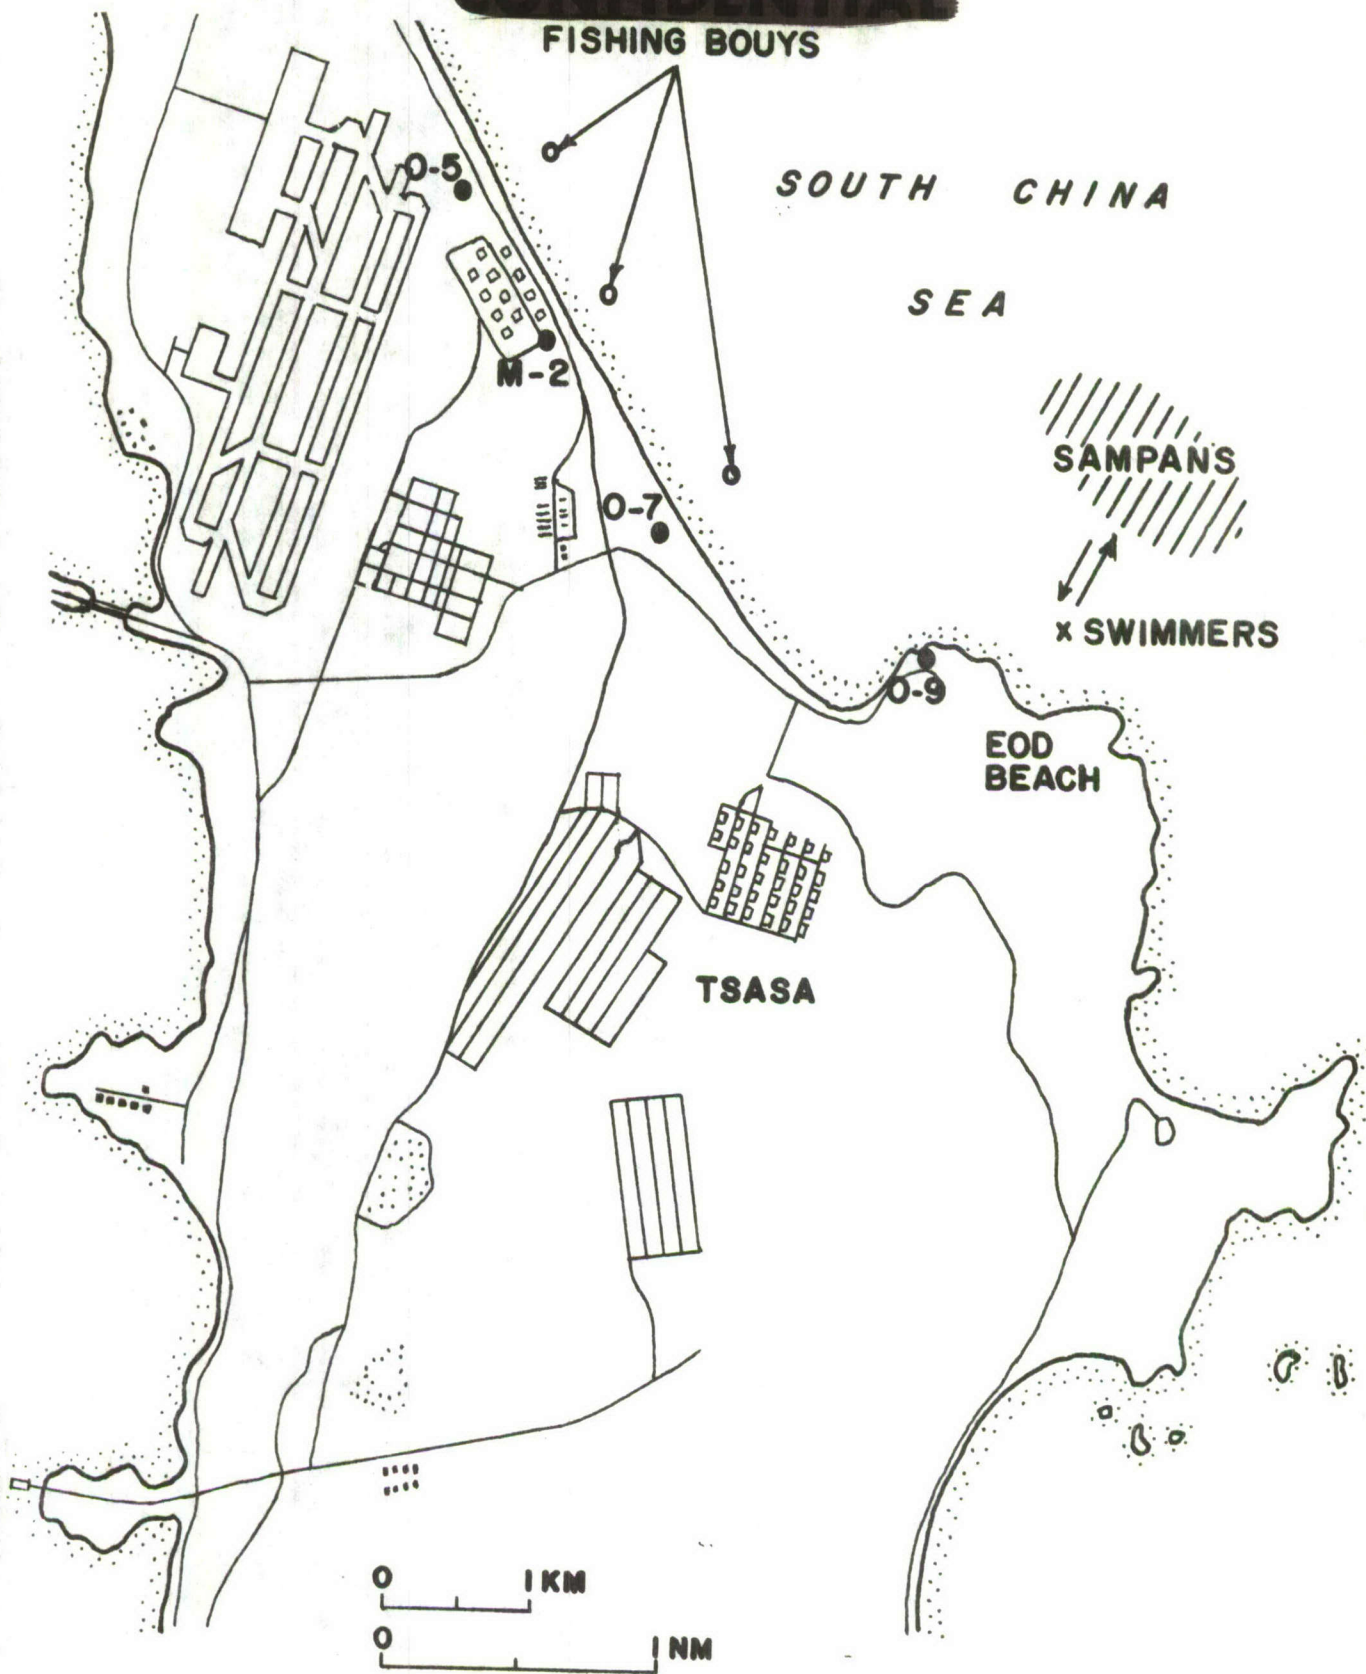 FISHING BOUYS
O-5
SOUTH CHINA
SEA
M-2
SAMPANS
O-7
x SWIMMERS
O-9
EOD
BEACH
TSASA
0 1 KM
0 1 NM